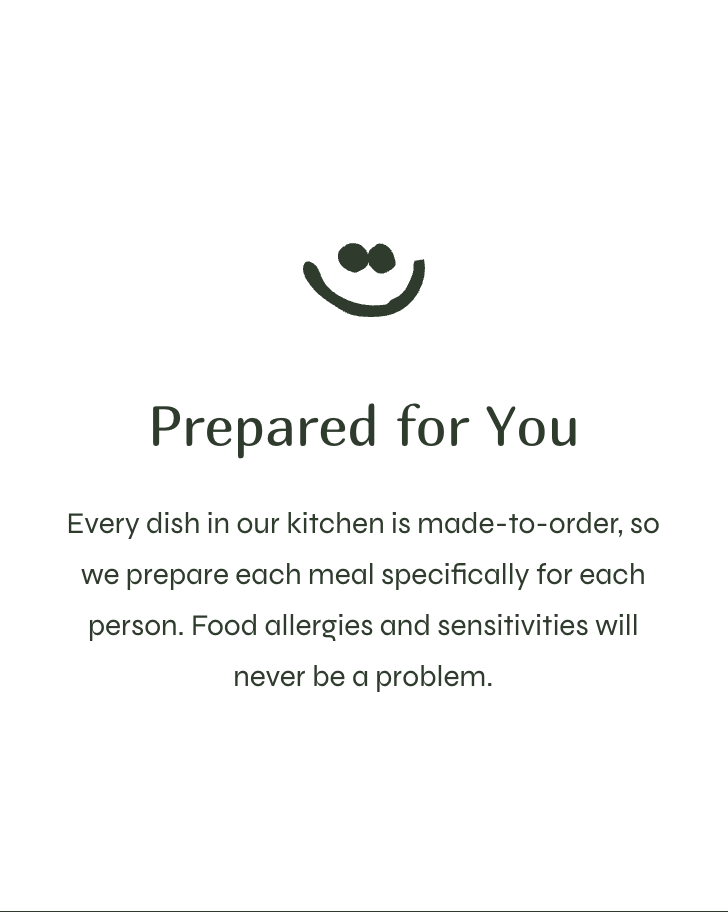 Prepared for You
Every dish in our kitchen is made-to-order, so
we prepare each meal specifically for each
person. Food allergies and sensitivities will
never be a problem.